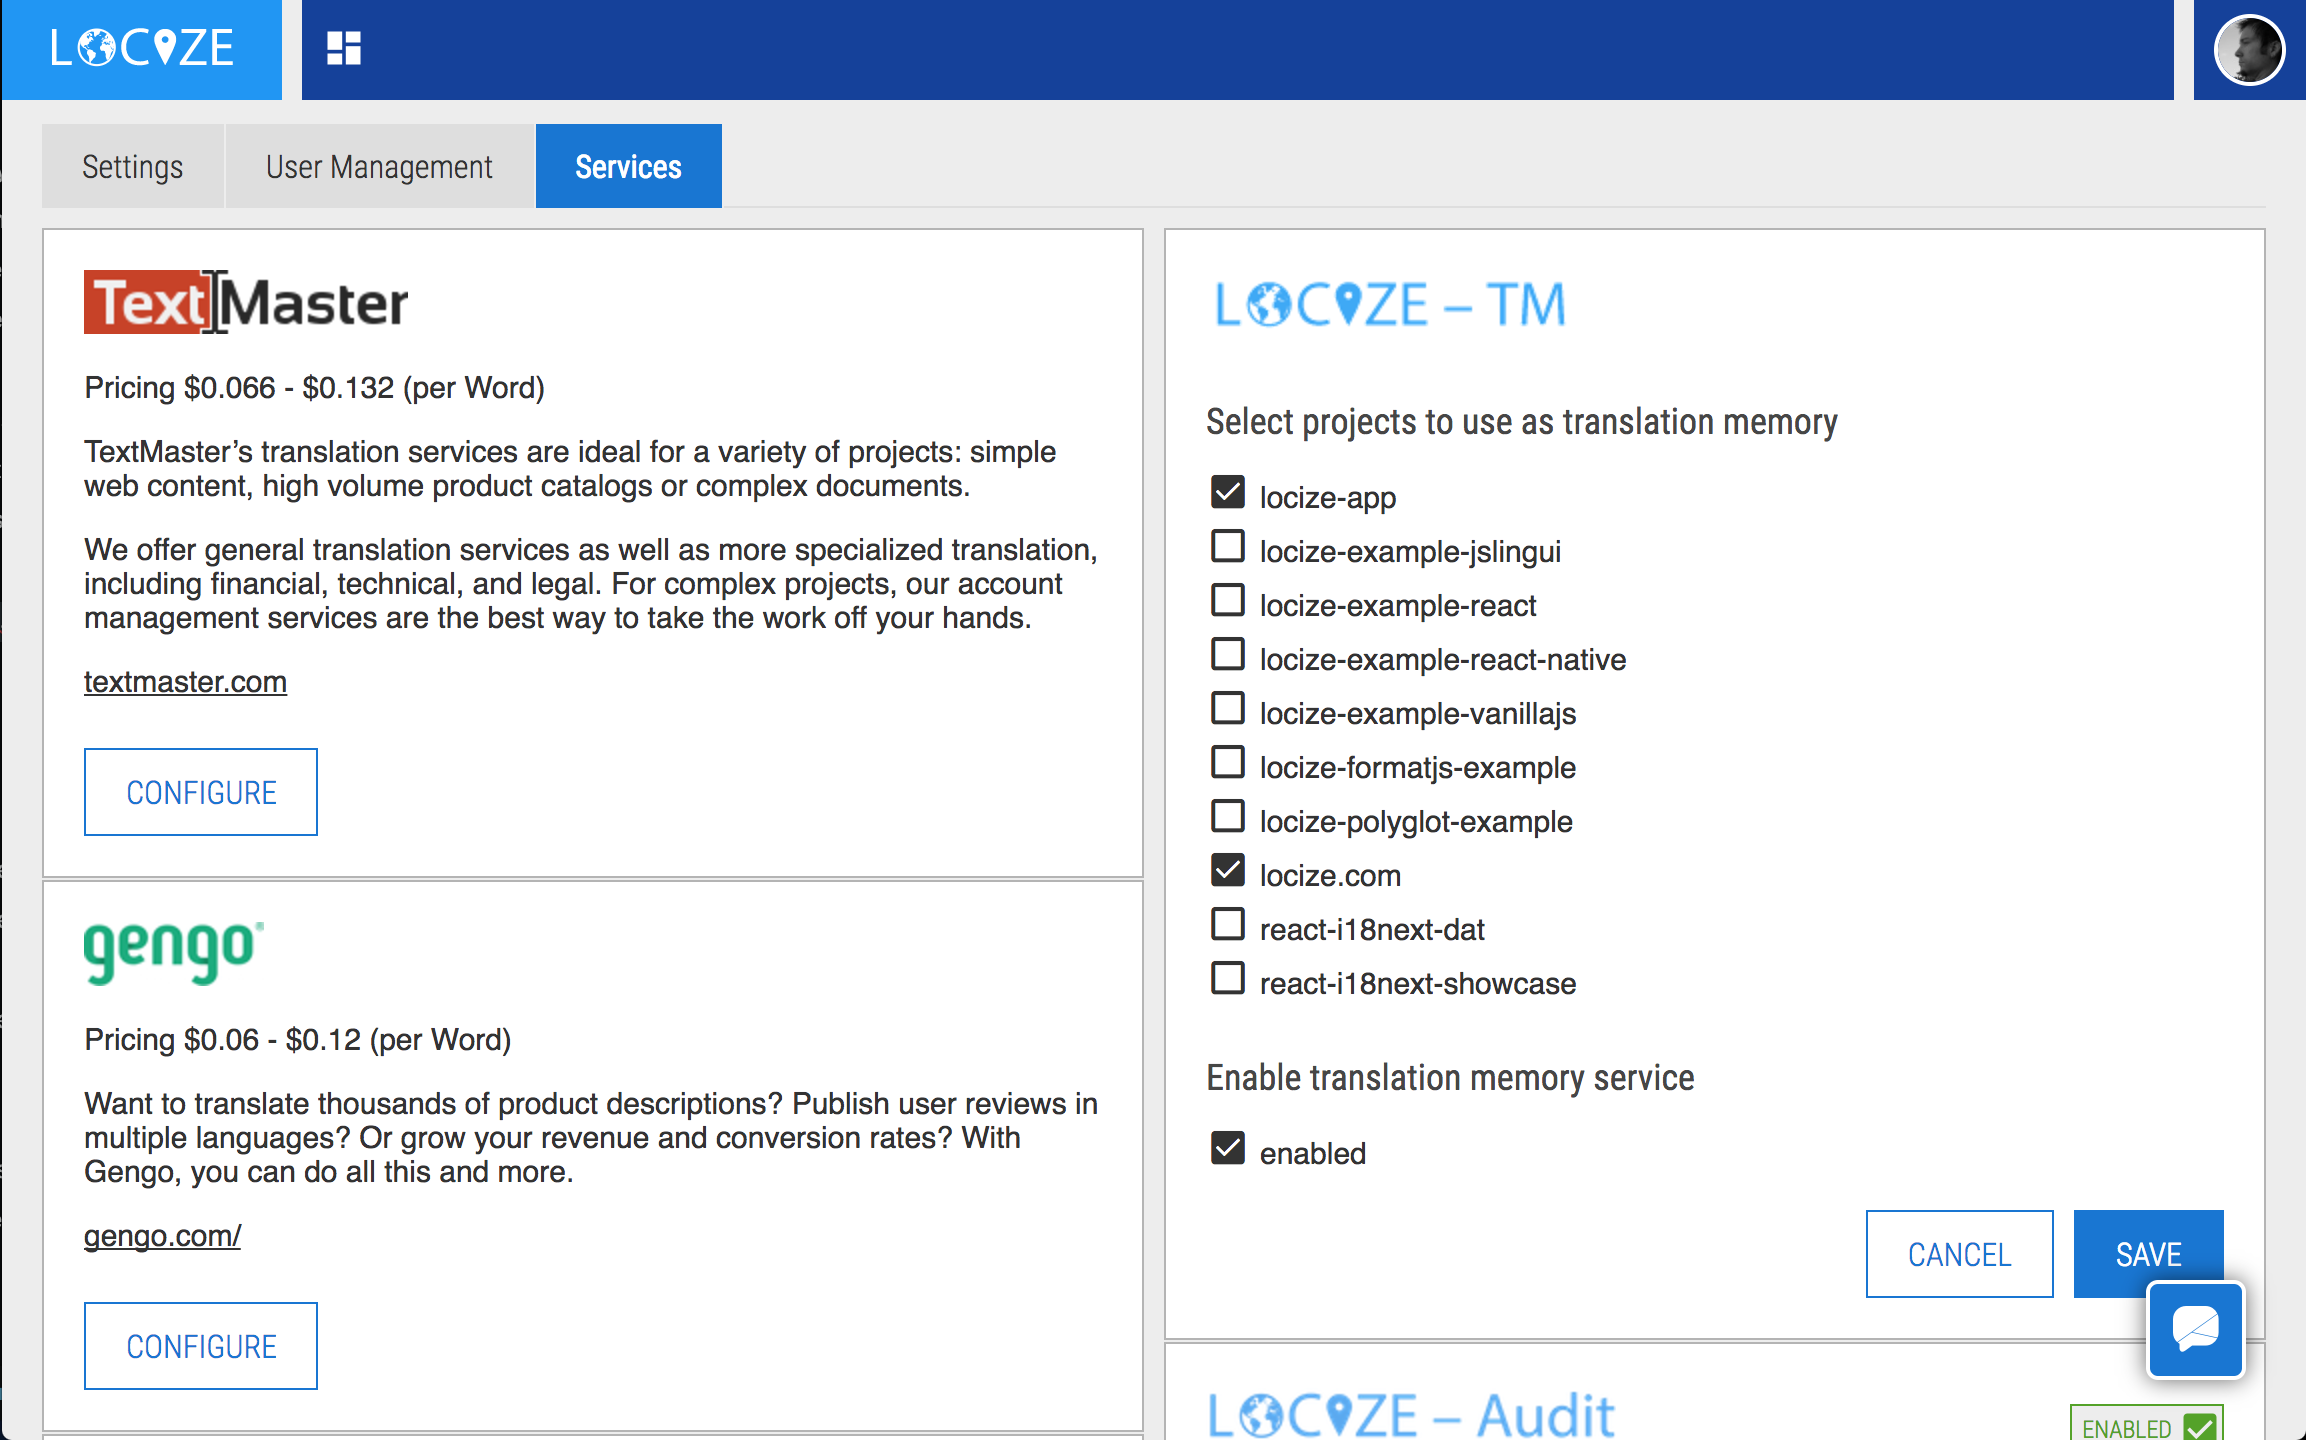 LOCIZE
Settings
User Management
Services
TextMaster
Pricing $0.066 - $0.132 (per Word)
TextMaster’s translation services are ideal for a variety of projects: simple
web content, high volume product catalogs or complex documents.
We offer general translation services as well as more specialized translation,
including financial, technical, and legal. For complex projects, our account
management services are the best way to take the work off your hands.
textmaster.com
CONFIGURE
gengo
Pricing $0.06 - $0.12 (per Word)
Want to translate thousands of product descriptions? Publish user reviews in
multiple languages? Or grow your revenue and conversion rates? With
Gengo, you can do all this and more.
gengo.com/
CONFIGURE
LOCIZE – TM
Select projects to use as translation memory
locize-app
locize-example-jslingui
locize-example-react
locize-example-react-native
locize-example-vanillajs
locize-formatjs-example
locize-polyglot-example
locize.com
react-i18next-dat
react-i18next-showcase
Enable translation memory service
enabled
CANCEL
SAVE
LOCIZE – Audit
ENABLED